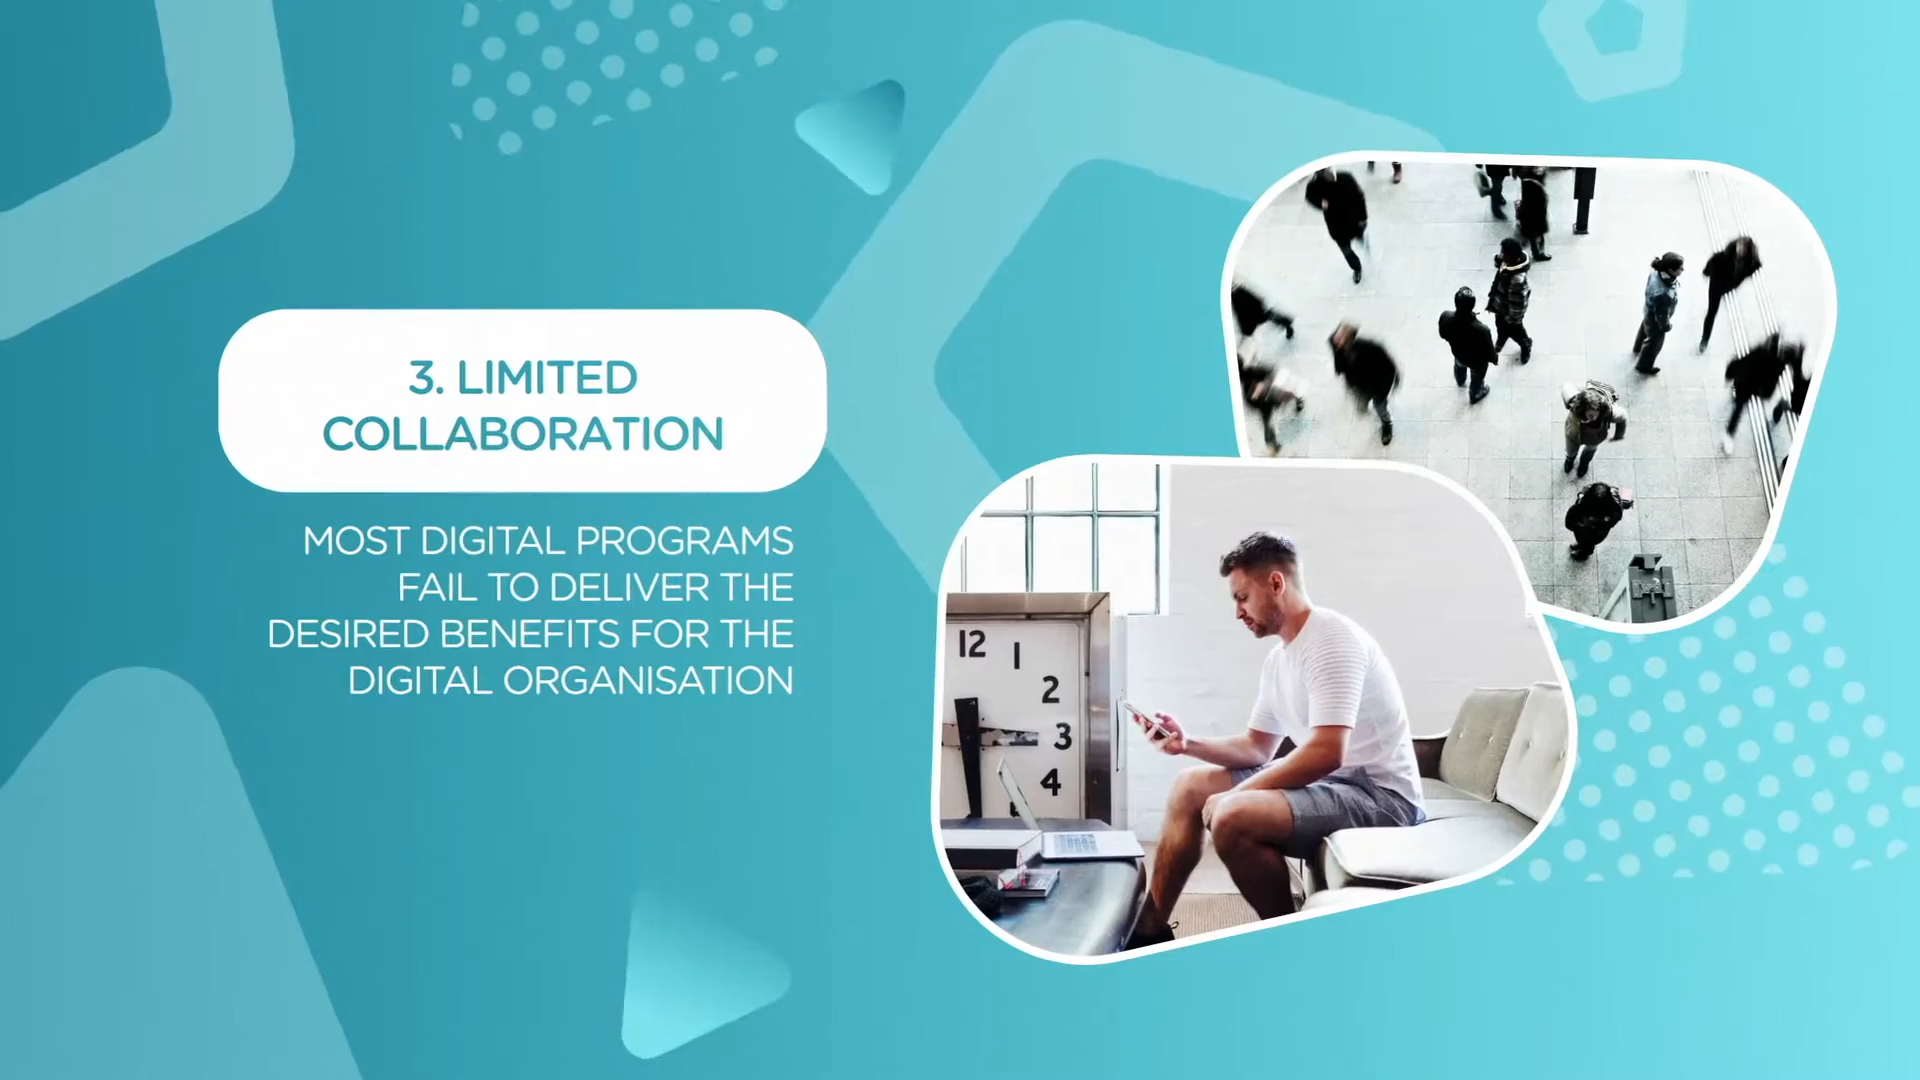 3. LIMITED
COLLABORATION
MOST DIGITAL PROGRAMS
FAIL TO DELIVER THE
DESIRED BENEFITS FOR THE
DIGITAL ORGANISATION
12
1
2
3
4